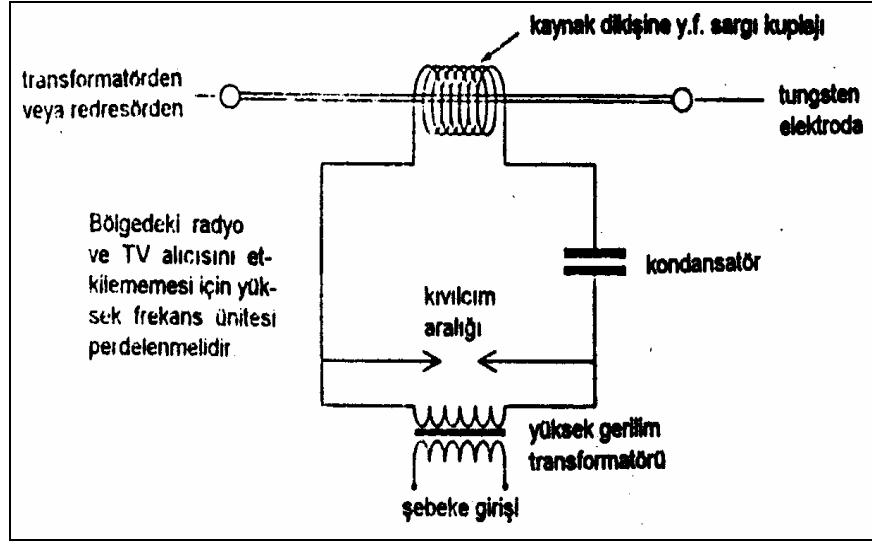 kaynak dikişine y.f. sargı kuplajı
transformatörden
veya redresörden
tungsten
elektroda
Bölgedeki radyo
ve TV alıcısını et-
kilememesi için yük-
sek frekans ünitesi
perdelenmelidir
kondansatör
kıvılcım
aralığı
yüksek gerilim
transformatörü
şebeke girişi